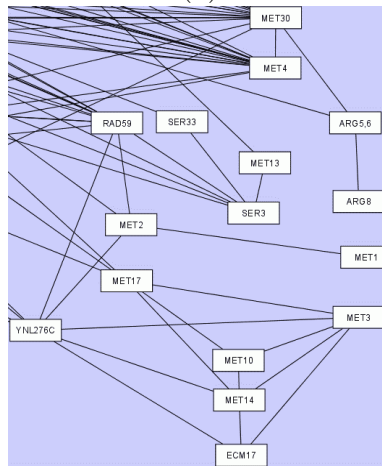 MET30
MET4
RAD59
SER33
ARG5,6
MET13
ARG8
SER3
MET2
MET1
MET17
MET3
YNL276C
MET10
MET14
ECM17